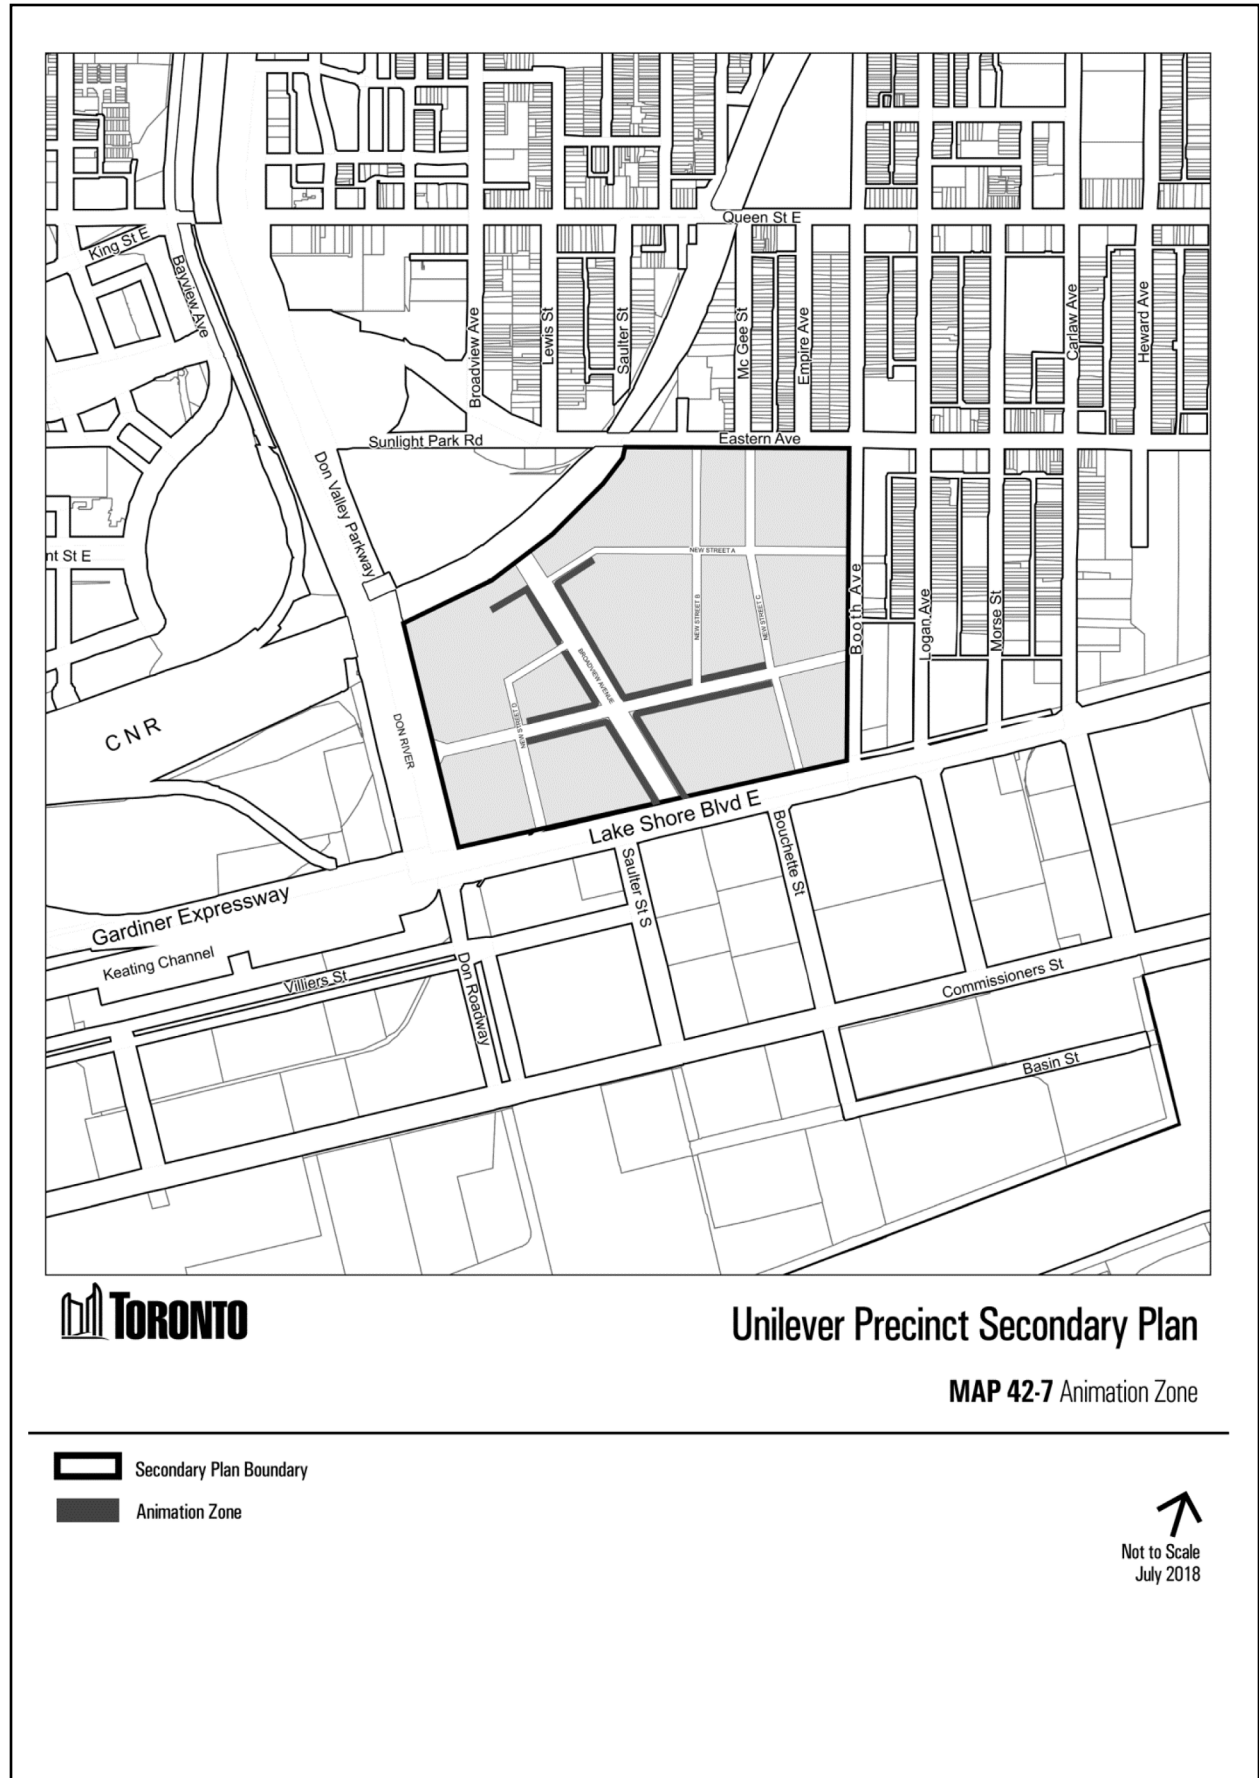 Queen St E
King St E
Bayview Ave
Broadview Ave
Lewis St
Saulter St
Mc Gee St
Empire Ave
Carlaw Ave
Heward Ave
Sunlight Park Rd
Eastern Ave
Don Valley Parkway
nt St E
NEW STREET A
NEW STREET B
NEW STREET C
Booth Ave
Logan Ave
Morse St
BROADVIEW AVENUE
NEW STREET D
CNR
DON RIVER
Lake Shore Blvd E
Bouchette St
Saulter St S
Gardiner Expressway
Keating Channel
Villiers St
Don Roadway
Commissioners St
Basin St
TORONTO
Unilever Precinct Secondary Plan
MAP 42-7 Animation Zone
Secondary Plan Boundary
Animation Zone
Not to Scale
July 2018